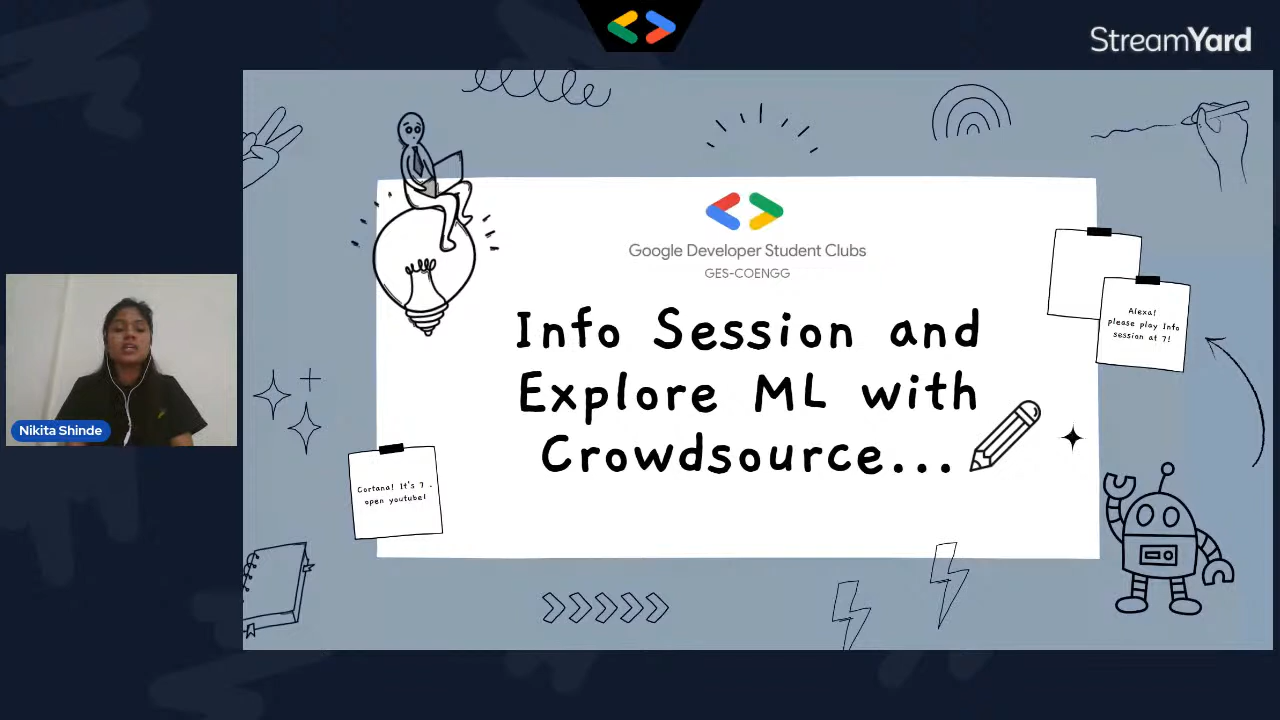 StreamYard
Google Developer Student Clubs
GES-COENGG
Info Session and
Explore ML with
Crowdsource...
Alexa!
please play Info
session at 7!
Nikita Shinde
Cortana! It's 7 -
open youtube!